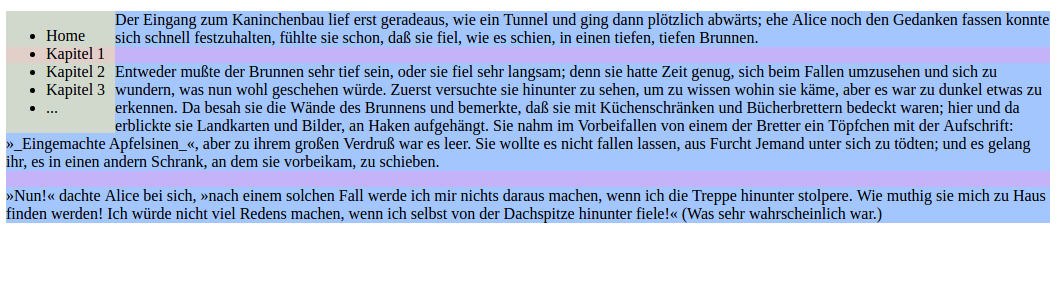 Home
Kapitel 1
Kapitel 2
Kapitel 3
...
Der Eingang zum Kaninchenbau lief erst geradeaus, wie ein Tunnel und ging dann plötzlich abwärts; ehe Alice noch den Gedanken fassen konnte
sich schnell festzuhalten, fühlte sie schon, daß sie fiel, wie es schien, in einen tiefen, tiefen Brunnen.
Entweder mußte der Brunnen sehr tief sein, oder sie fiel sehr langsam; denn sie hatte Zeit genug, sich beim Fallen umzusehen und sich zu
wundern, was nun wohl geschehen würde. Zuerst versuchte sie hinunter zu sehen, um zu wissen wohin sie käme, aber es war zu dunkel etwas zu
erkennen. Da besah sie die Wände des Brunnens und bemerkte, daß sie mit Küchenschränken und Bücherbrettern bedeckt waren; hier und da
erblickte sie Landkarten und Bilder, an Haken aufgehängt. Sie nahm im Vorbeifallen von einem der Bretter ein Töpfchen mit der Aufschrift:
»_Eingemachte Apfelsinen_«, aber zu ihrem großen Verdruß war es leer. Sie wollte es nicht fallen lassen, aus Furcht Jemand unter sich zu tödten; und es gelang
ihr, es in einen andern Schrank, an dem sie vorbeikam, zu schieben.
»Nun!« dachte Alice bei sich, »nach einem solchen Fall werde ich mir nichts daraus machen, wenn ich die Treppe hinunter stolpere. Wie muthig sie mich zu Haus
finden werden! Ich würde nicht viel Redens machen, wenn ich selbst von der Dachspitze hinunter fiele!« (Was sehr wahrscheinlich war.)